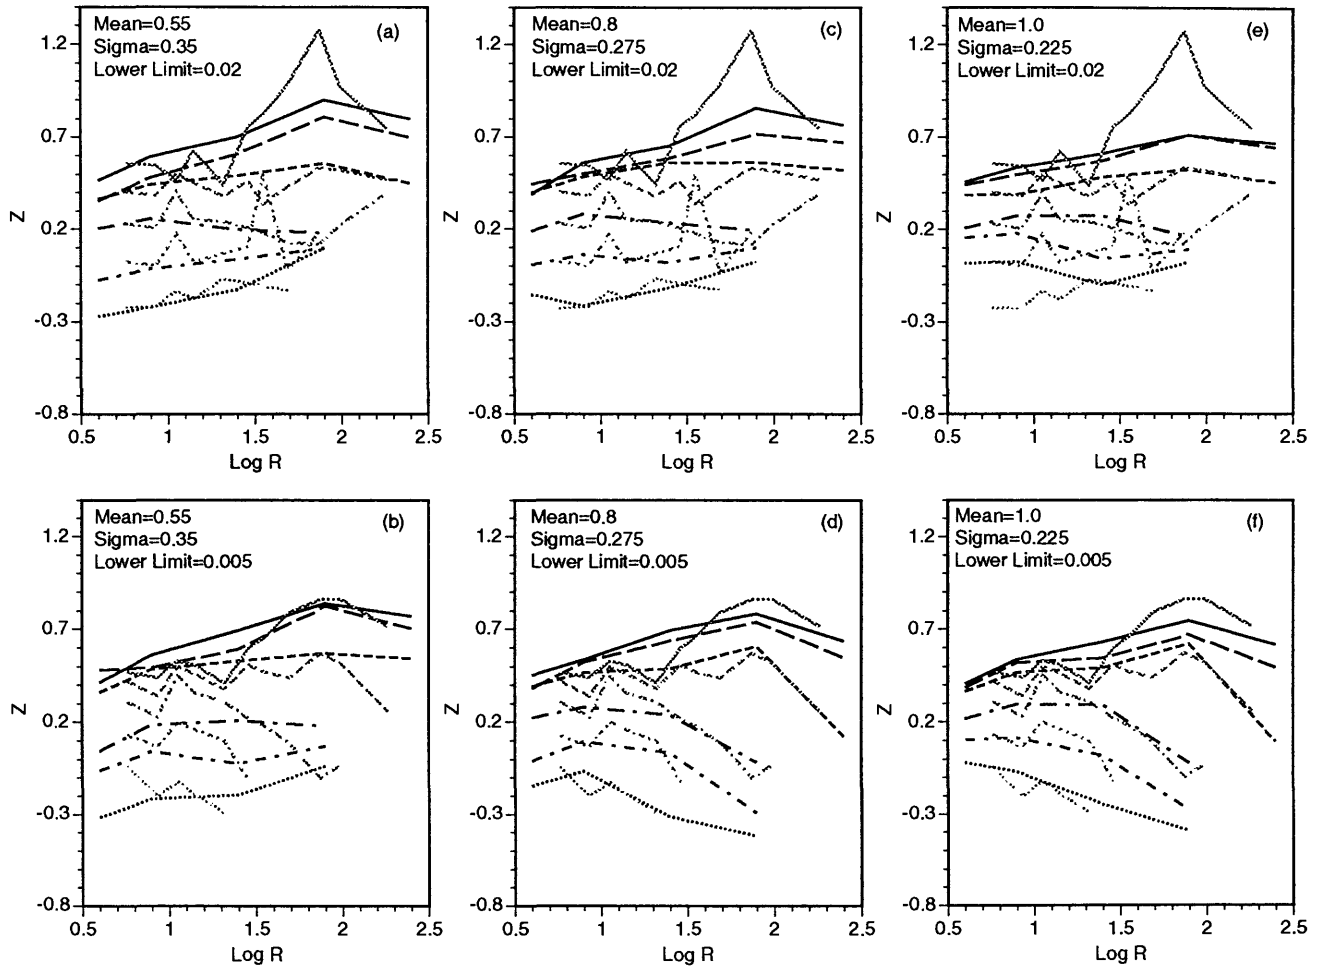 Mean=0.55
Sigma=0.35
Lower Limit=0.02
(a)
1.2
0.7
0.2
-0.3
-0.8
Z
0.5 1 1.5 2 2.5
Log R
Mean=0.8
Sigma=0.275
Lower Limit=0.02
(c)
1.2
0.7
0.2
-0.3
-0.8
Z
0.5 1 1.5 2 2.5
Log R
Mean=1.0
Sigma=0.225
Lower Limit=0.02
(e)
1.2
0.7
0.2
-0.3
-0.8
Z
0.5 1 1.5 2 2.5
Log R
Mean=0.55
Sigma=0.35
Lower Limit=0.005
(b)
1.2
0.7
0.2
-0.3
-0.8
Z
0.5 1 1.5 2 2.5
Log R
Mean=0.8
Sigma=0.275
Lower Limit=0.005
(d)
1.2
0.7
0.2
-0.3
-0.8
Z
0.5 1 1.5 2 2.5
Log R
Mean=1.0
Sigma=0.225
Lower Limit=0.005
(f)
1.2
0.7
0.2
-0.3
-0.8
Z
0.5 1 1.5 2 2.5
Log R